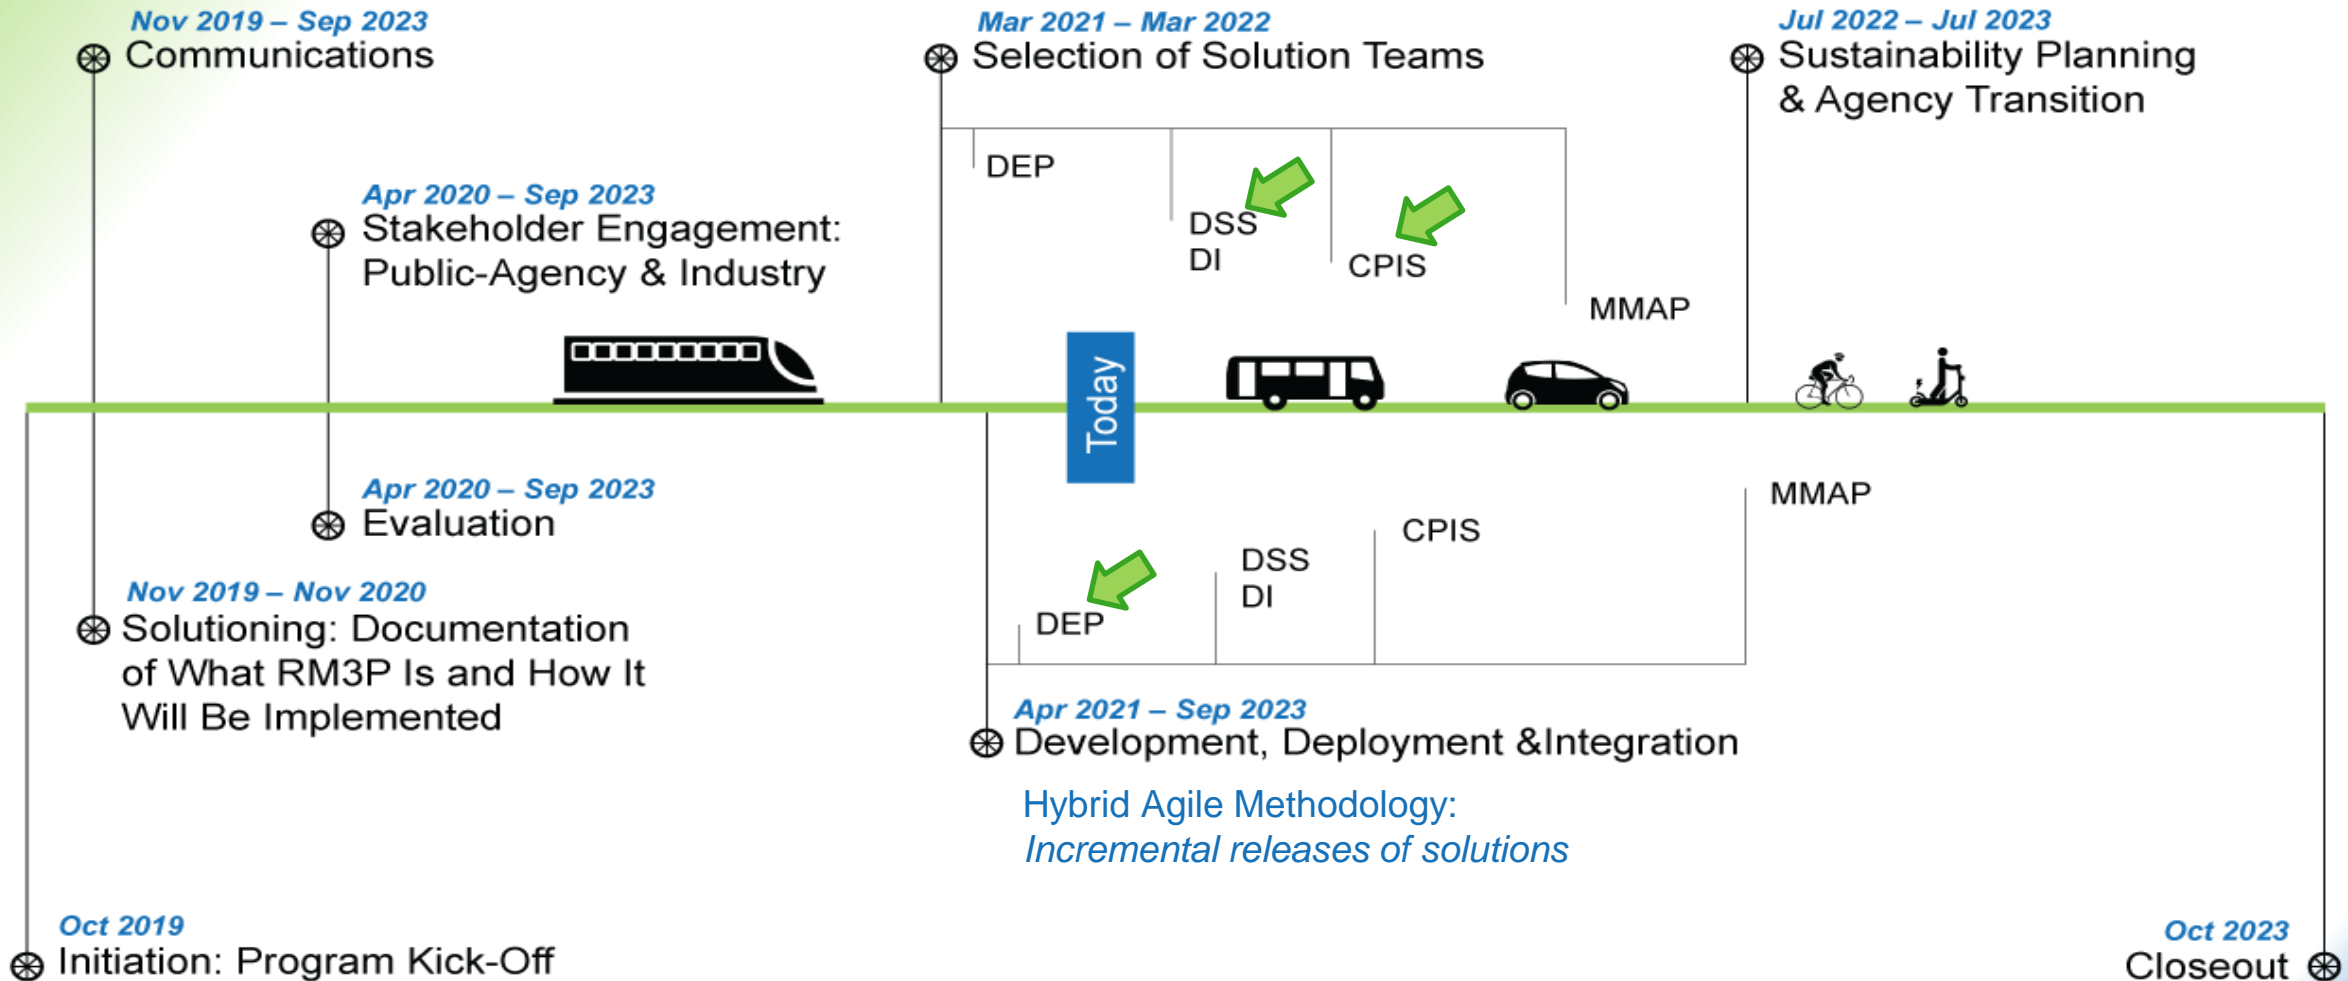 Nov 2019 – Sep 2023
Communications
Apr 2020 – Sep 2023
Stakeholder Engagement:
Public-Agency & Industry
Mar 2021 – Mar 2022
Selection of Solution Teams
DEP
DSS
DI
CPIS
MMAP
Jul 2022 – Jul 2023
Sustainability Planning
& Agency Transition
Today
Apr 2020 – Sep 2023
Evaluation
Nov 2019 – Nov 2020
Solutioning: Documentation
of What RM3P Is and How It
Will Be Implemented
DEP
DSS
DI
CPIS
MMAP
Apr 2021 – Sep 2023
Development, Deployment &Integration
Hybrid Agile Methodology:
Incremental releases of solutions
Oct 2019
Initiation: Program Kick-Off
Oct 2023
Closeout